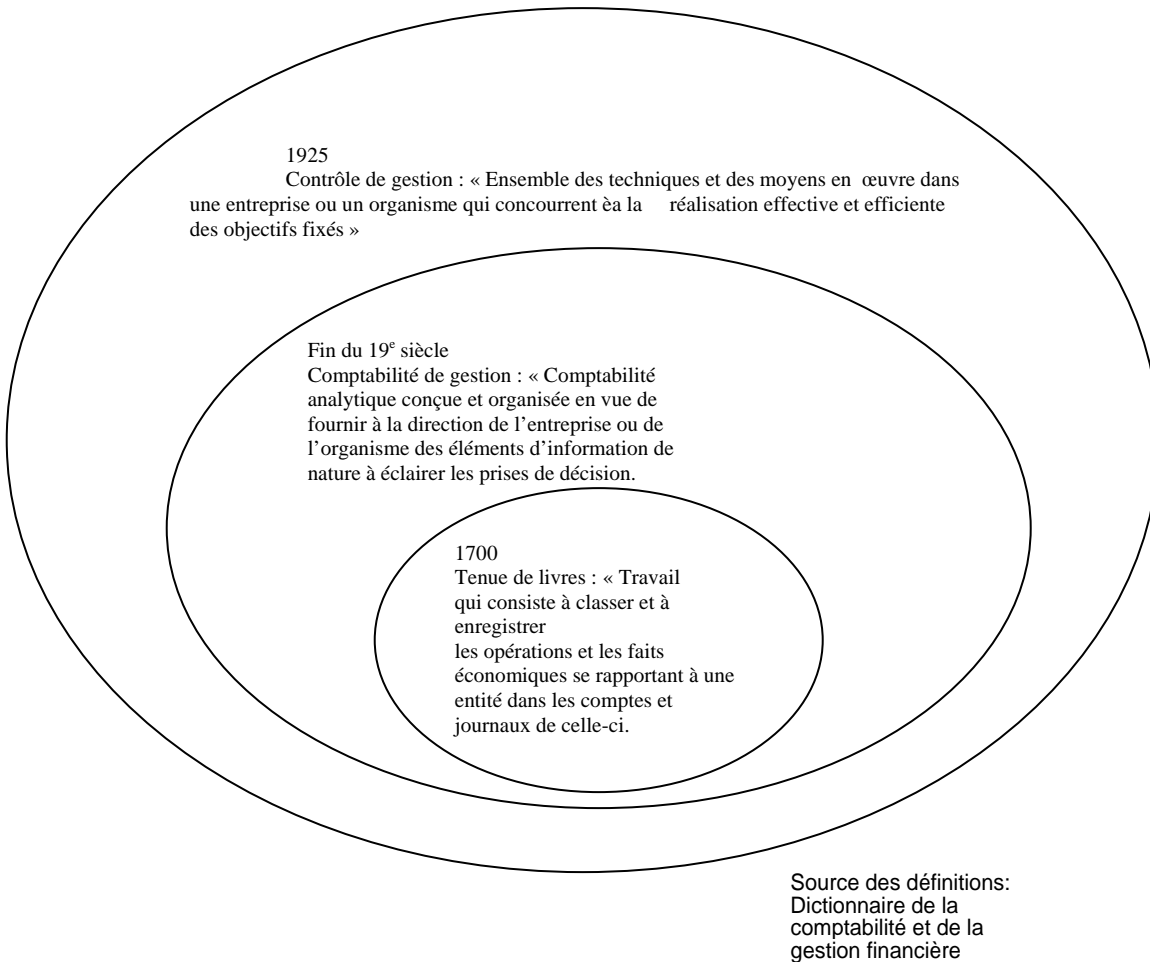 1925
Contrôle de gestion : « Ensemble des techniques et des moyens en œuvre dans
une entreprise ou un organisme qui concourrent èa la réalisation effective et efficiente
des objectifs fixés »
Fin du 19e siècle
Comptabilité de gestion : « Comptabilité
analytique conçue et organisée en vue de
fournir à la direction de l’entreprise ou de
l’organisme des éléments d’information de
nature à éclairer les prises de décision.
1700
Tenue de livres : « Travail
qui consiste à classer et à
enregistrer
les opérations et les faits
économiques se rapportant à une
entité dans les comptes et
journaux de celle-ci.
Source des définitions:
Dictionnaire de la
comptabilité et de la
gestion financière